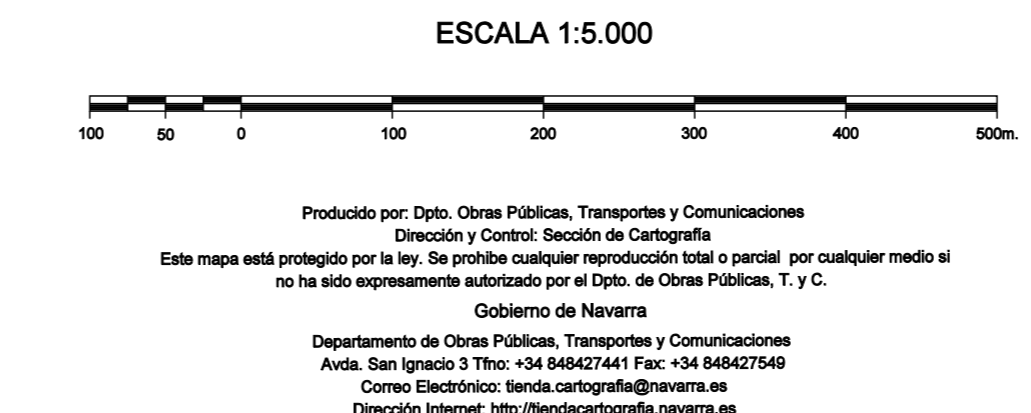 ESCALA 1:5.000
100 50 0 100 200 300 400 500m.
Producido por: Dpto. Obras Públicas, Transportes y Comunicaciones
Dirección y Control: Sección de Cartografía
Este mapa está protegido por la ley. Se prohibe cualquier reproducción total o parcial por cualquier medio si
no ha sido expresamente autorizado por el Dpto. de Obras Públicas, T. y C.
Gobierno de Navarra
Departamento de Obras Públicas, Transportes y Comunicaciones
Avda. San Ignacio 3 Tfno: +34 848427441 Fax: +34 848427549
Correo Electrónico: tienda.cartografia@navarra.es
Dirección Internet: http://tiendacartografia.navarra.es